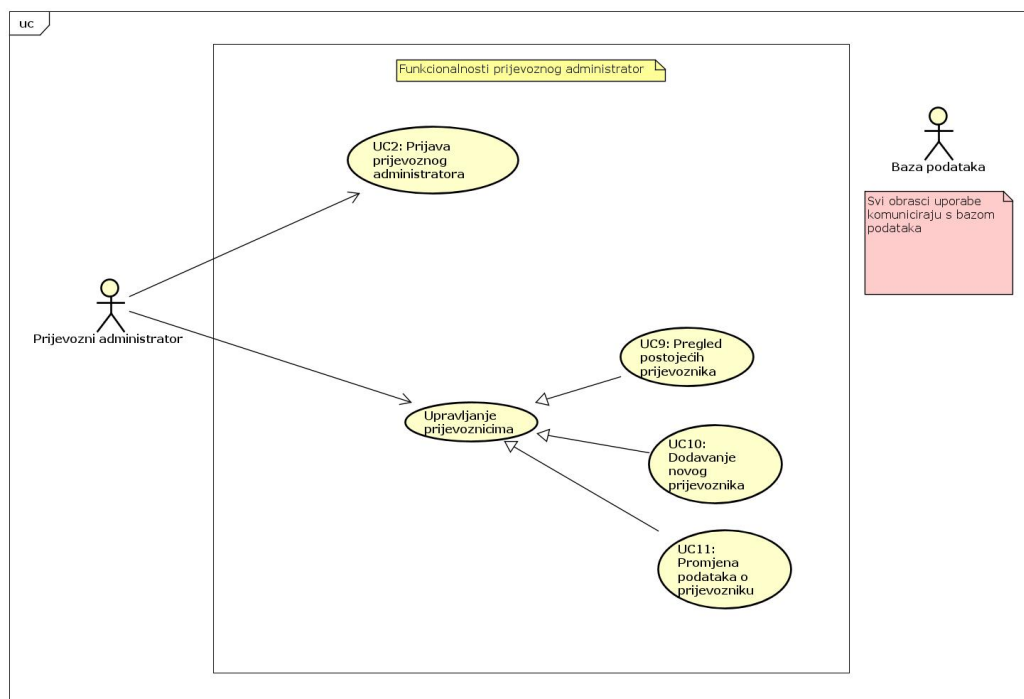 uc
Funkcionalnosti prijevoznog administrator
UC2: Prijava
prijevoznog
administratora
Baza podataka
Svi obrasci uporabe
komuniciraju s bazom
podataka
Prijevozni administrator
UC9: Pregled
postojećih
prijevoznika
Upravljanje
prijevoznicima
UC10:
Dodavanje
novog
prijevoznika
UC11:
Promjena
podataka o
prijevozniku